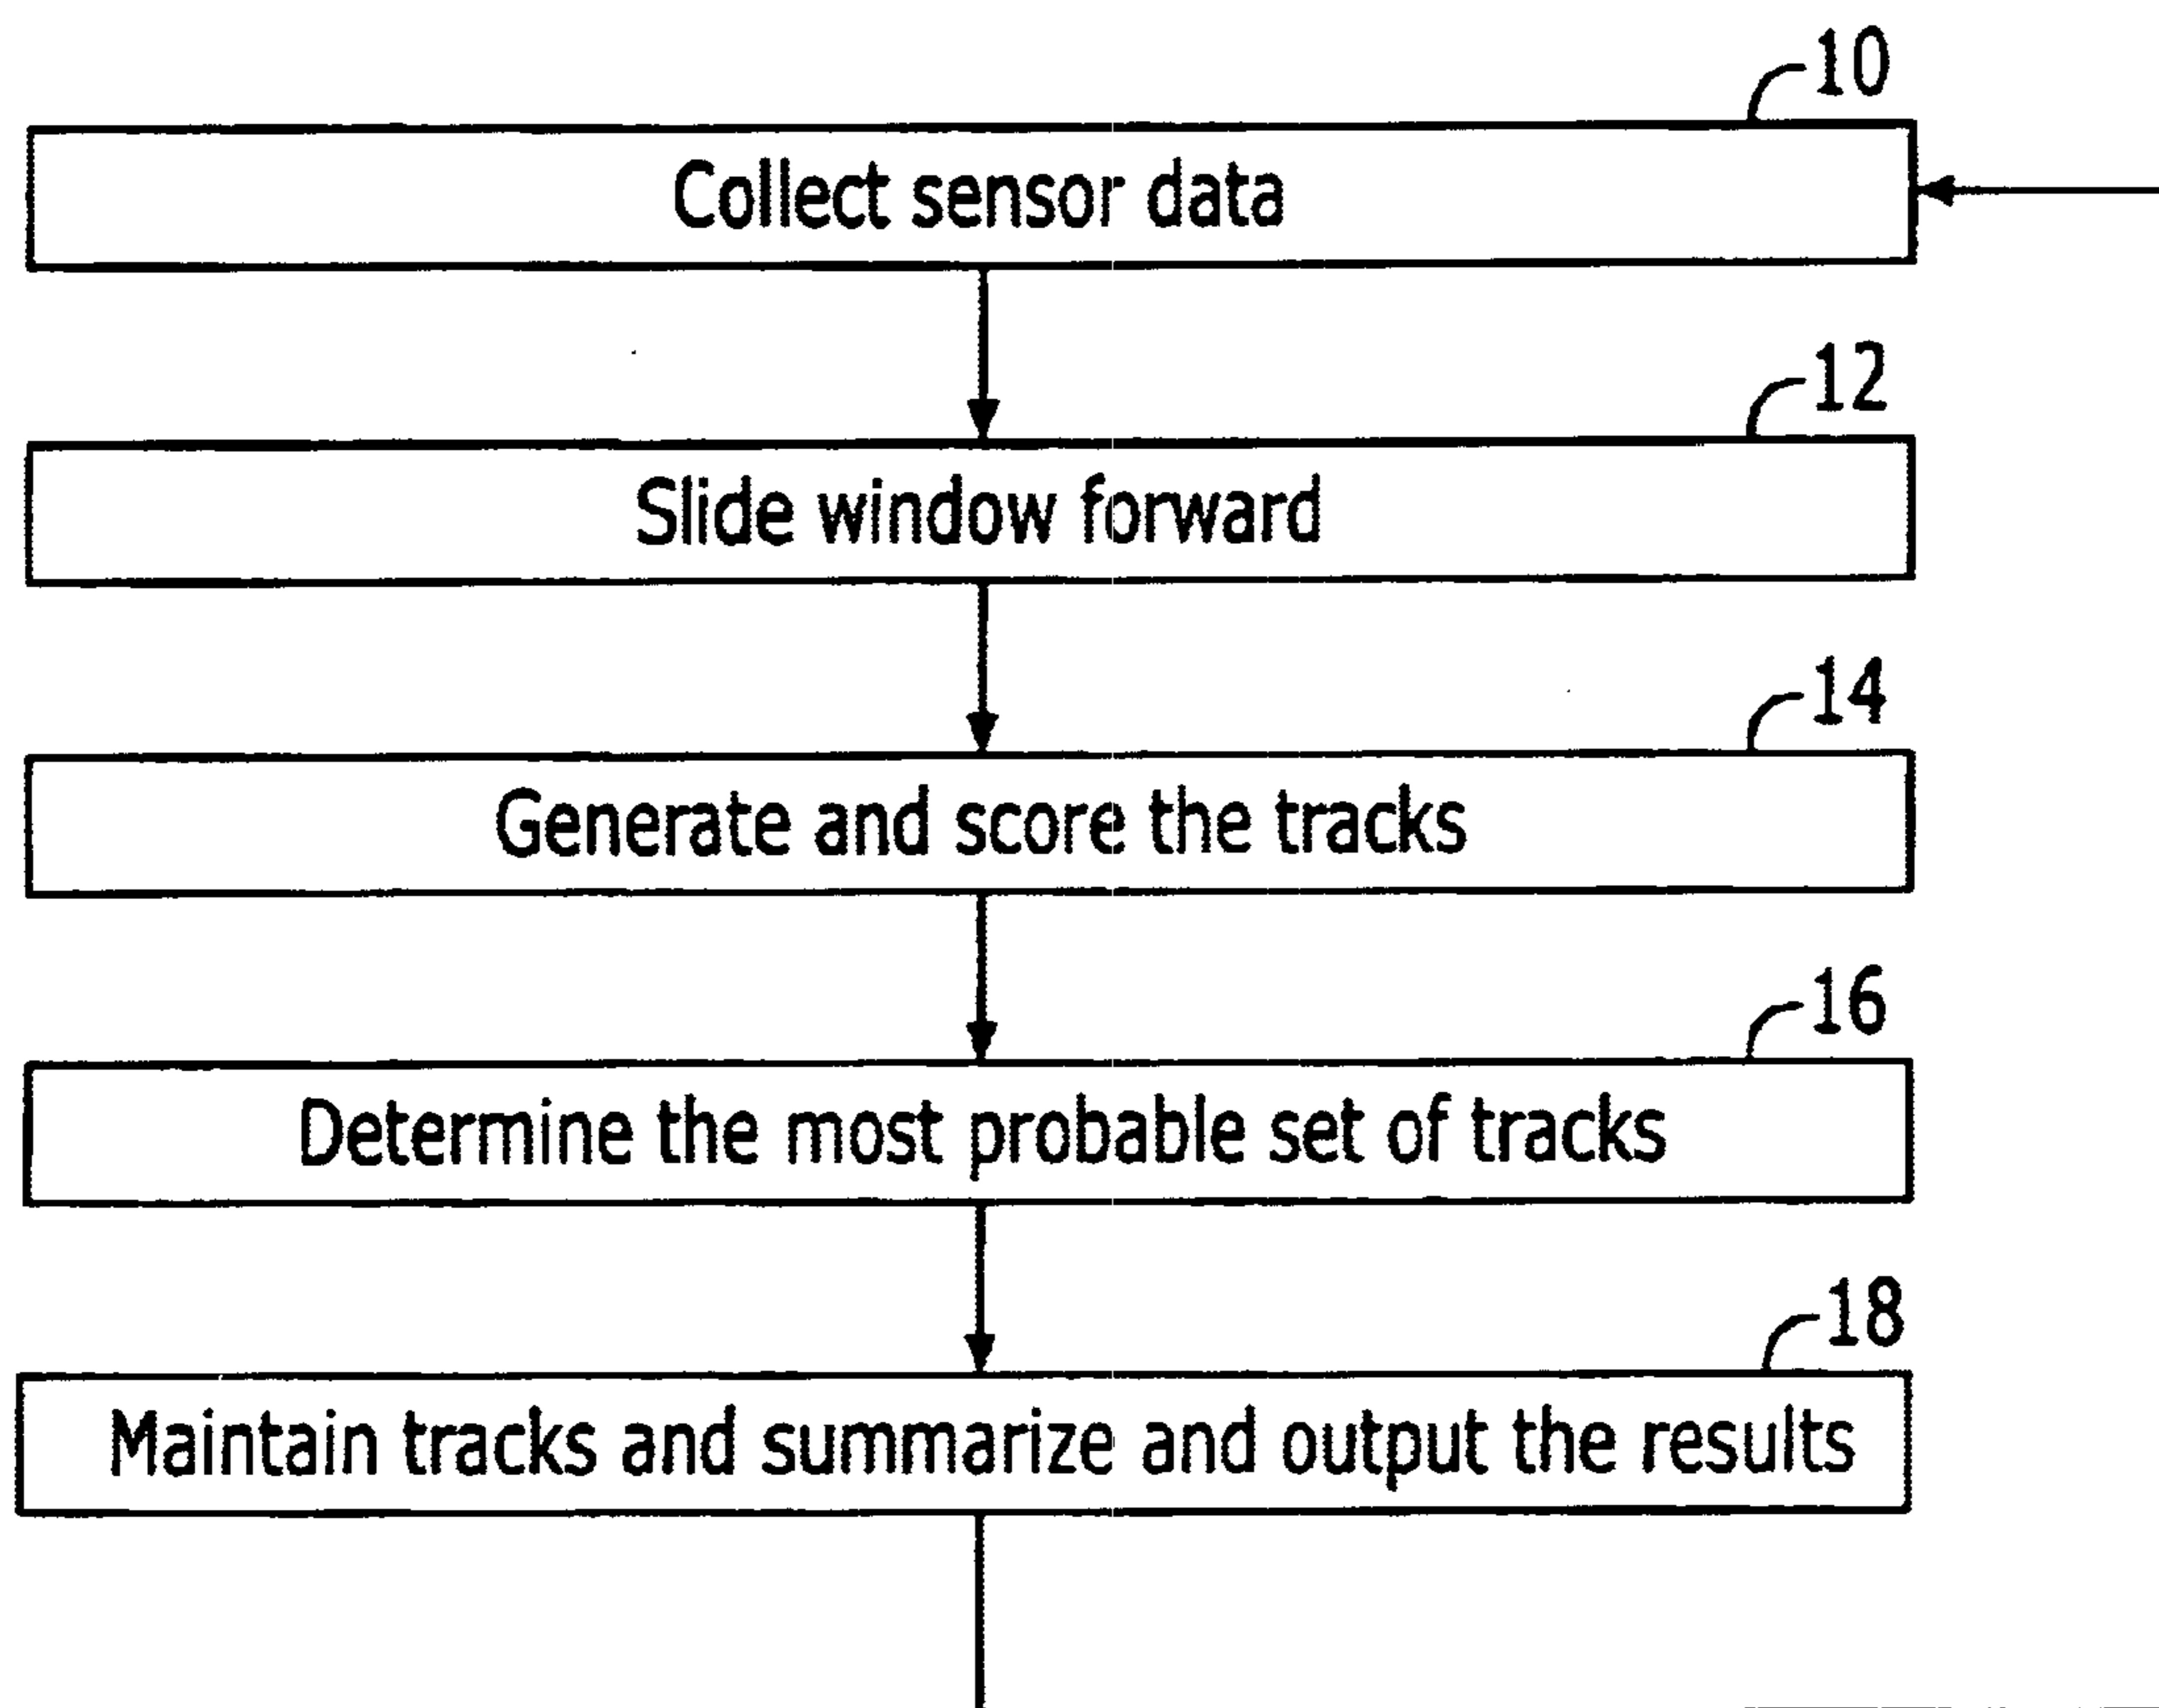 10
Collect sensor data
12
Slide window forward
14
Generate and score the tracks
16
Determine the most probable set of tracks
18
Maintain tracks and summarize and output the results